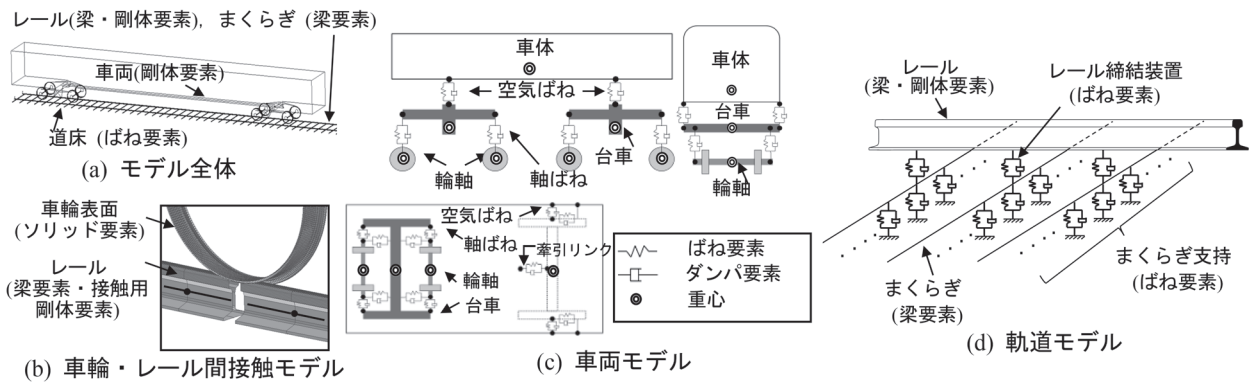 レール(梁・剛体要素),まくらぎ (梁要素)
車両(剛体要素)
道床 (ばね要素)
(a) モデル全体
車輪表面
(ソリッド要素)
レール
(梁要素・接触用
剛体要素)
(b) 車輪・レール間接触モデル
車体
空気ばね
台車
輪軸
軸ばね
車体
台車
輪軸
空気ばね
軸ばね
牽引リンク
輪軸
台車
ばね要素
ダンパ要素
重心
(c) 車両モデル
レール
(梁・剛体要素)
レール締結装置
(ばね要素)
まくらぎ支持
(ばね要素)
まくらぎ
(梁要素)
(d) 軌道モデル